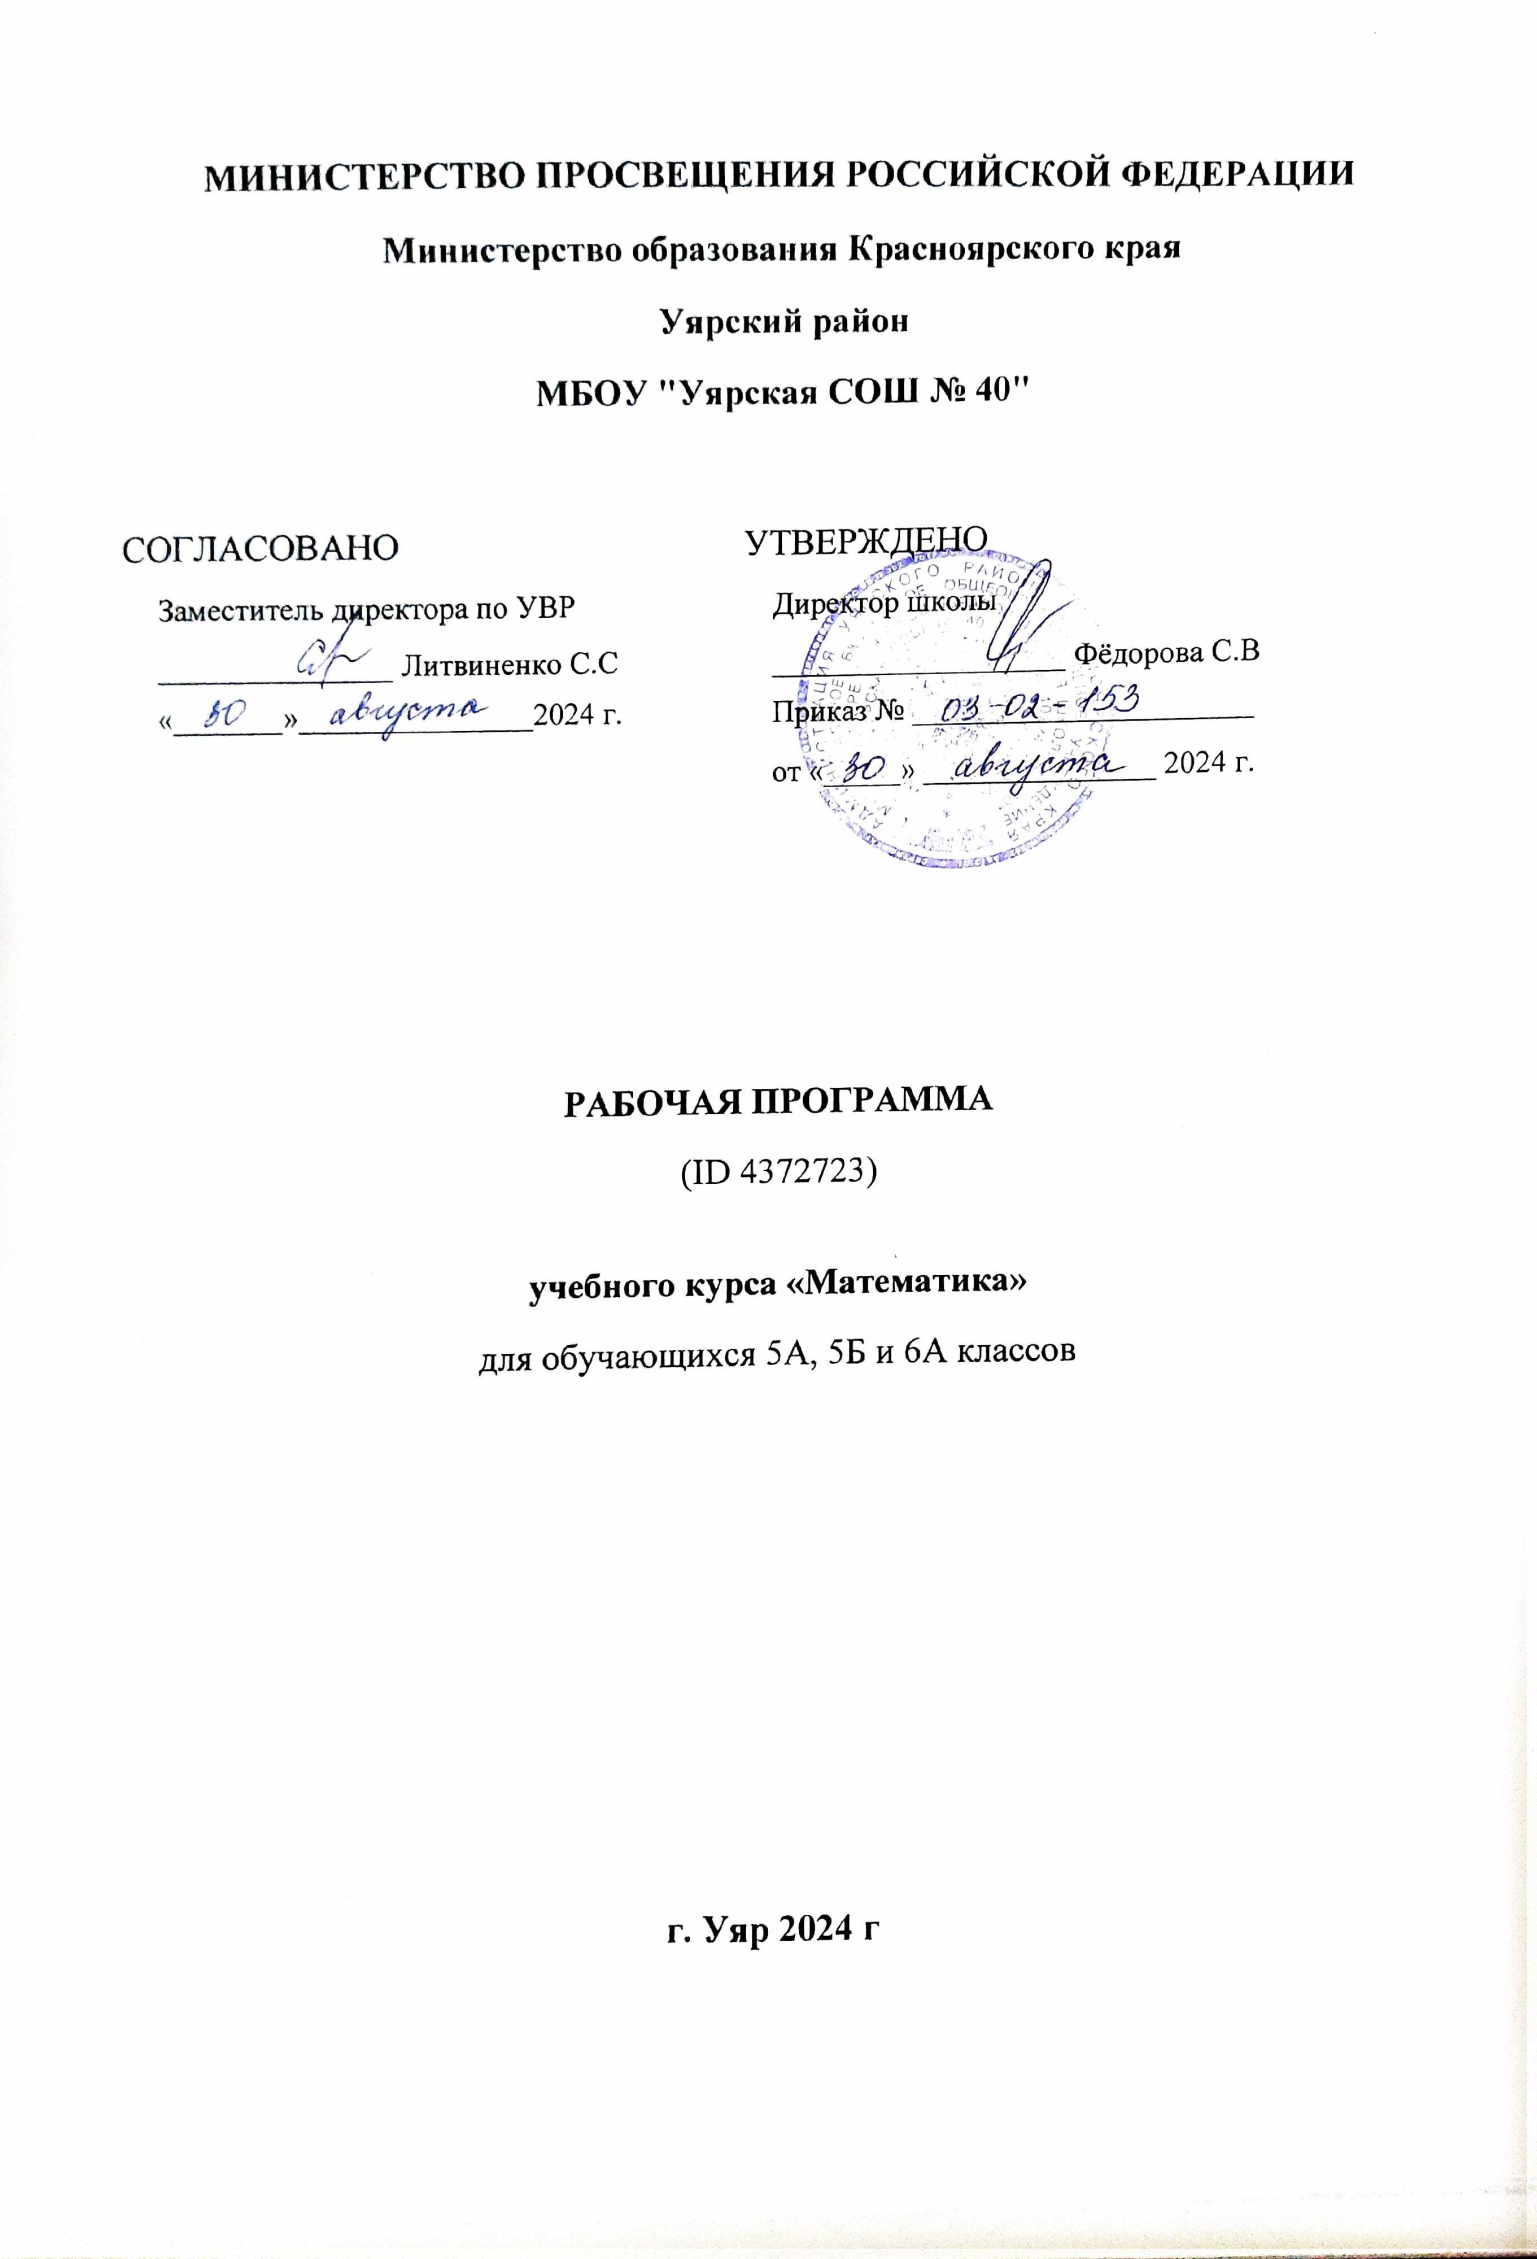 МИНИСТЕРСТВО ПРОСВЕЩЕНИЯ РОССИЙСКОЙ ФЕДЕРАЦИИ
Министерство образования Красноярского края
Уярский район
МБОУ "Уярская СОШ № 40"
СОГЛАСОВАНО
Заместитель директора по УВР
Литвиненко С.С
« 30 » августа 2024 г.
УТВЕРЖДЕНО
Директор школы
Фёдорова С.В
Приказ № 03-02-153
от « 30 » августа 2024 г.
РАБОЧАЯ ПРОГРАММА
(ID 4372723)
учебного курса «Математика»
для обучающихся 5А, 5Б и 6А классов
г. Уяр 2024 г